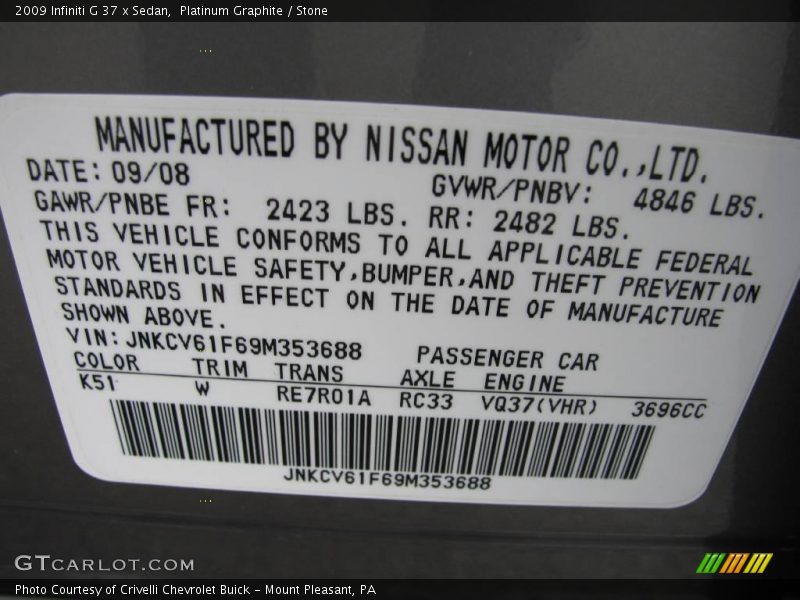 2009 Infiniti G 37 x Sedan,  Platinum Graphite / Stone
MANUFACTURED BY NISSAN MOTOR CO.,LTD.
DATE: 09/08 GVWR/PNBV: 4846 LBS.
GAWR/PNBE FR: 2423 LBS. RR: 2482 LBS.
THIS VEHICLE CONFORMS TO ALL APPLICABLE FEDERAL
MOTOR VEHICLE SAFETY,BUMPER,AND THEFT PREVENTION
STANDARDS IN EFFECT ON THE DATE OF MANUFACTURE
SHOWN ABOVE.
VIN: JNKCV61F69M353688 PASSENGER CAR
COLOR TRIM TRANS AXLE ENGINE
K51 W RE7R01A RC33 VQ37(VHR) 3696CC
JNKCV61F69M353688
GTCARLOT.COM
Photo Courtesy of Crivelli Chevrolet Buick - Mount Pleasant, PA